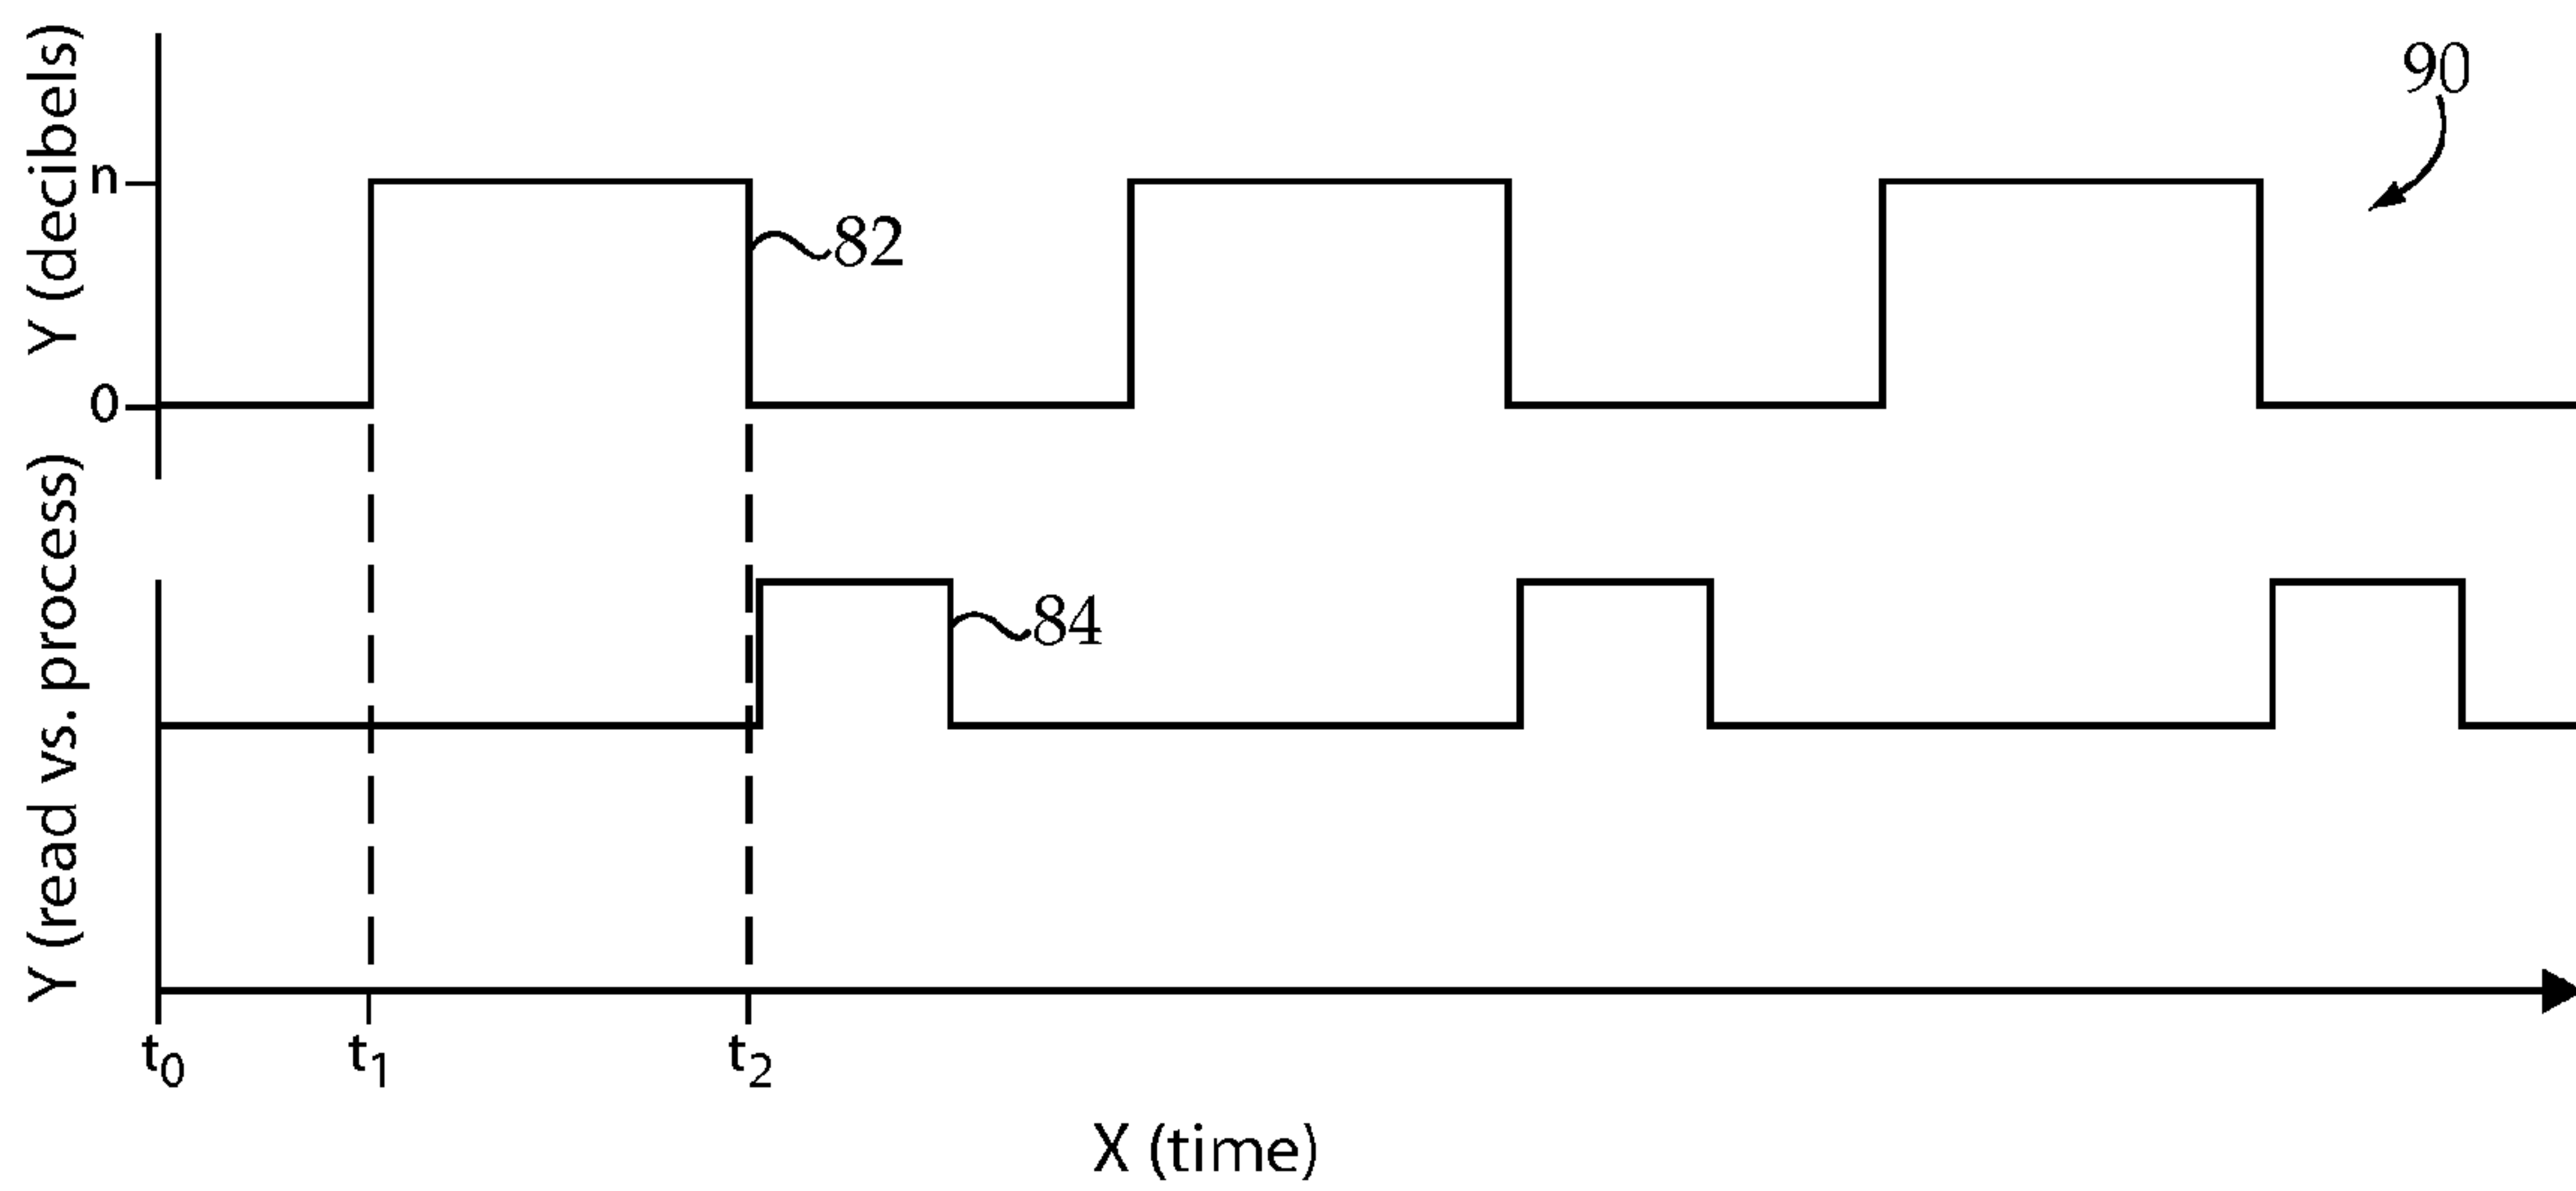 Y (decibels)
n
0
90
82
Y (read vs. process)
84
t0
t1
t2
X (time)